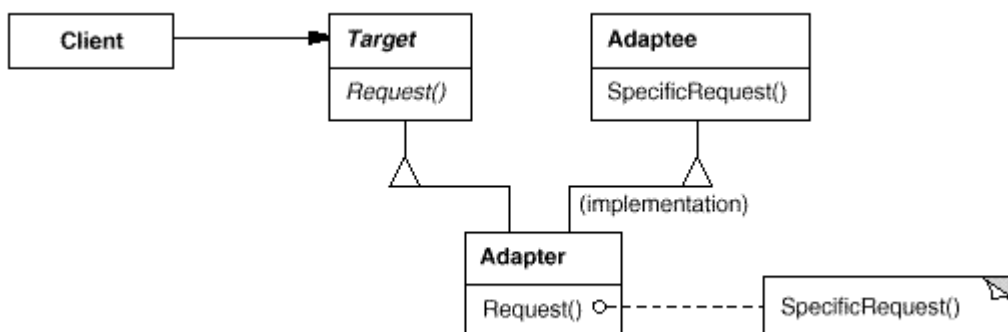 Client
Target
Request()
Adaptee
SpecificRequest()
(implementation)
Adapter
Request()
SpecificRequest()